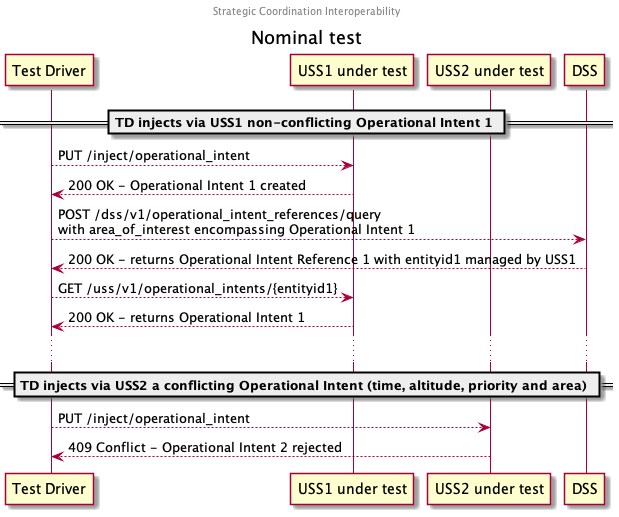 Strategic Coordination Interoperability
Nominal test
Test Driver
USS1 under test
USS2 under test
DSS
TD injects via USS1 non-conflicting Operational Intent 1
PUT /inject/operational_intent
200 OK - Operational Intent 1 created
POST /dss/v1/operational_intent_references/query
with area_of_interest encompassing Operational Intent 1
200 OK - returns Operational Intent Reference 1 with entityid1 managed by USS1
GET /uss/v1/operational_intents/{entityid1}
200 OK - returns Operational Intent 1
TD injects via USS2 a conflicting Operational Intent (time, altitude, priority and area)
PUT /inject/operational_intent
409 Conflict - Operational Intent 2 rejected
Test Driver
USS1 under test
USS2 under test
DSS